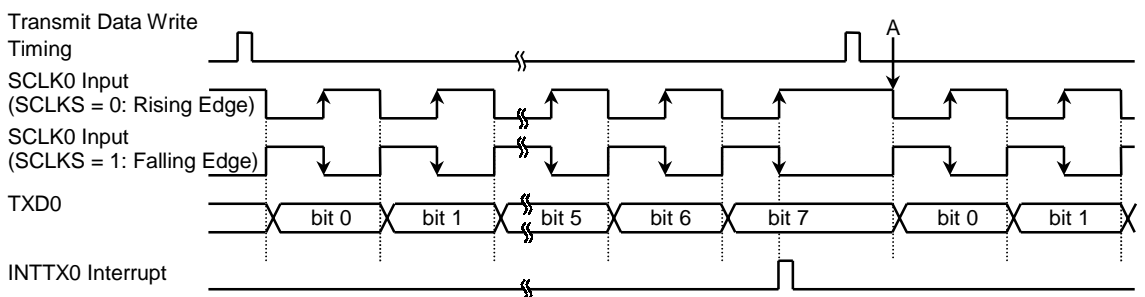 Transmit Data Write
Timing
A
SCLK0 Input
(SCLKS = 0: Rising Edge)
SCLK0 Input
(SCLKS = 1: Falling Edge)
TXD0
bit 0
bit 1
bit 5
bit 6
bit 7
bit 0
bit 1
INTTX0 Interrupt